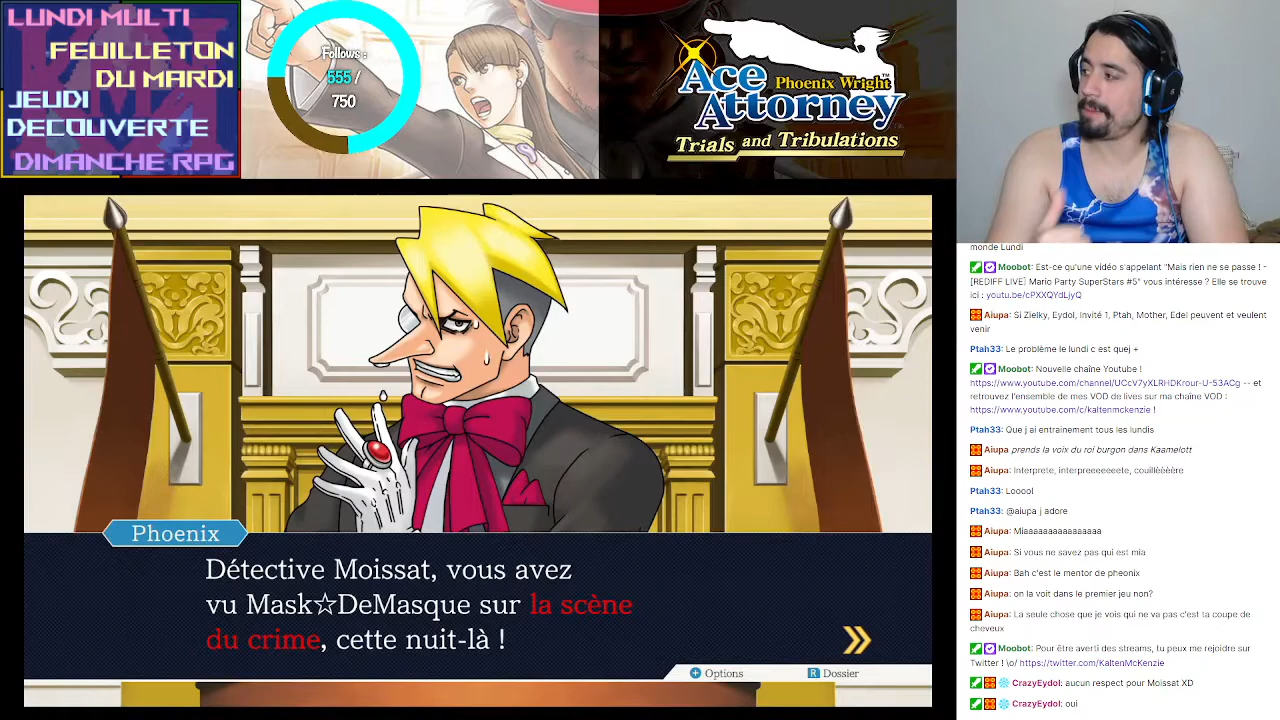 LUNDI MULTI
FEUILLETON
DU MARDI
JEUDI
DECOUVERTE
DIMANCHE RPG
Follows :
555 /
750
Phoenix Wright™
Ace
Attorney
Trials and Tribulations
Phoenix
Détective Moissat, vous avez
vu Mask☆DeMasque sur la scène
du crime, cette nuit-là !
+ Options
R Dossier
monde Lundi
Moobot: Est-ce qu'une vidéo s'appelant "Mais rien ne se passe ! -
[REDIFF LIVE] Mario Party SuperStars #5" vous intéresse ? Elle se trouve
ici : youtu.be/cPXXQYdLjyQ
Aiupa: Si Zielky, Eydol, Invité 1, Ptah, Mother, Edel peuvent et veulent
venir
Ptah33: Le problème le lundi c est quej +
Moobot: Nouvelle chaîne Youtube !
https://www.youtube.com/channel/UCcV7yXLRHDKrour-U-53ACg -- et
retrouvez l'ensemble de mes VOD de lives sur ma chaîne VOD :
https://www.youtube.com/c/kaltenmckenzie !
Ptah33: Que j ai entrainement tous les lundis
Aiupa prends la voix du roi burgon dans Kaamelott
Aiupa: Interprete, interpreeeeeeete, couillèèèère
Ptah33: Looool
Ptah33: @aiupa j adore
Aiupa: Miaaaaaaaaaaaaaaaa
Aiupa: Si vous ne savez pas qui est mia
Aiupa: Bah c'est le mentor de pheonix
Aiupa: on la voit dans le premier jeu non?
Aiupa: La seule chose que je vois qui ne va pas c'est ta coupe de
cheveux
Moobot: Pour être averti des streams, tu peux me rejoindre sur
Twitter ! \o/ https://twitter.com/KaltenMcKenzie
CrazyEydol: aucun respect pour Moissat XD
CrazyEydol: oui